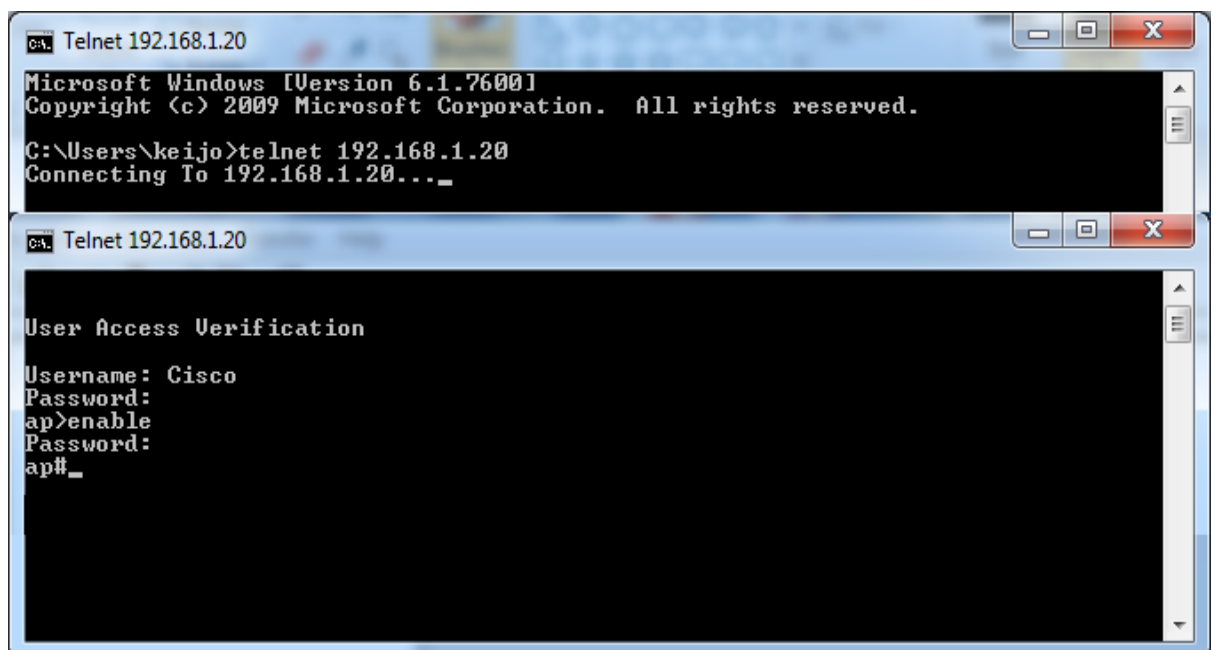 Telnet 192.168.1.20
Microsoft Windows [Version 6.1.7600]
Copyright (c) 2009 Microsoft Corporation.  All rights reserved.
C:\Users\keijo>telnet 192.168.1.20
Connecting To 192.168.1.20..._
Telnet 192.168.1.20
User Access Verification
Username: Cisco
Password:
ap>enable
Password:
ap#_